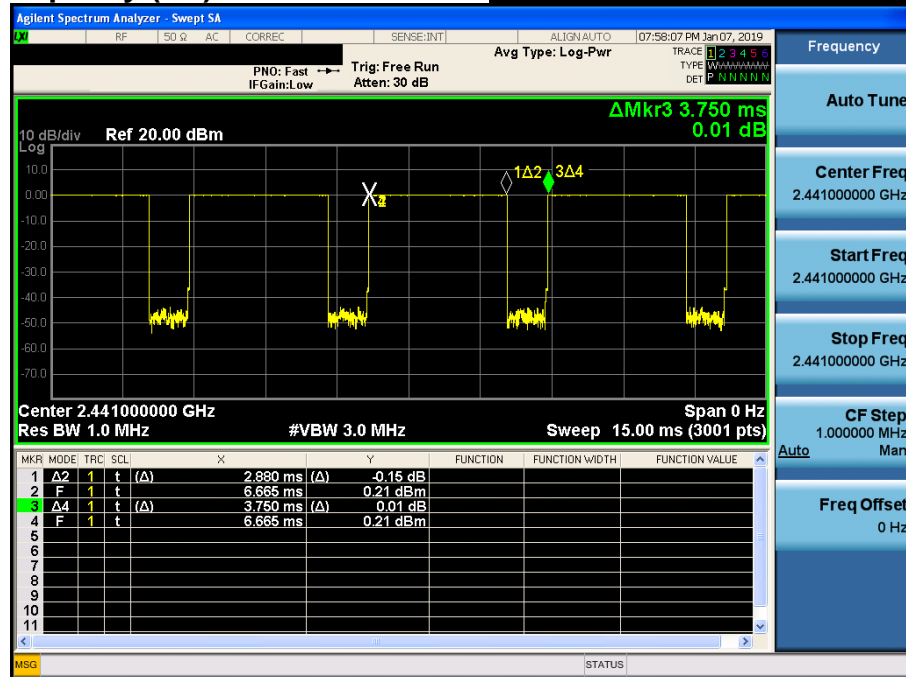 Agilent Spectrum Analyzer - Swept SA
LXI RF 50 Ω AC CORREC SENSE:INT ALIGN AUTO 07:58:07 PM Jan 07, 2019
Avg Type: Log-Pwr TRACE 1 2 3 4 5 6
PNO: Fast Trig: Free Run TYPE WWWWWW
IFGain:Low Atten: 30 dB DET P N N N N N
ΔMkr3 3.750 ms
0.01 dB
10 dB/div Ref 20.00 dBm
Log
10.0
0.00
-10.0
-20.0
-30.0
-40.0
-50.0
-60.0
-70.0
1Δ2 3Δ4
Center 2.441000000 GHz Span 0 Hz
Res BW 1.0 MHz #VBW 3.0 MHz Sweep 15.00 ms (3001 pts)
MKR MODE TRC SCL X Y FUNCTION FUNCTION WIDTH FUNCTION VALUE
1 Δ2 1 t (Δ) 2.880 ms (Δ) -0.15 dB
2 F 1 t 6.665 ms 0.21 dBm
3 Δ4 1 t (Δ) 3.750 ms (Δ) 0.01 dB
4 F 1 t 6.665 ms 0.21 dBm
5
6
7
8
9
10
11
MSG STATUS
Frequency
Auto Tune
Center Freq
2.441000000 GHz
Start Freq
2.441000000 GHz
Stop Freq
2.441000000 GHz
CF Step
1.000000 MHz
Auto Man
Freq Offset
0 Hz